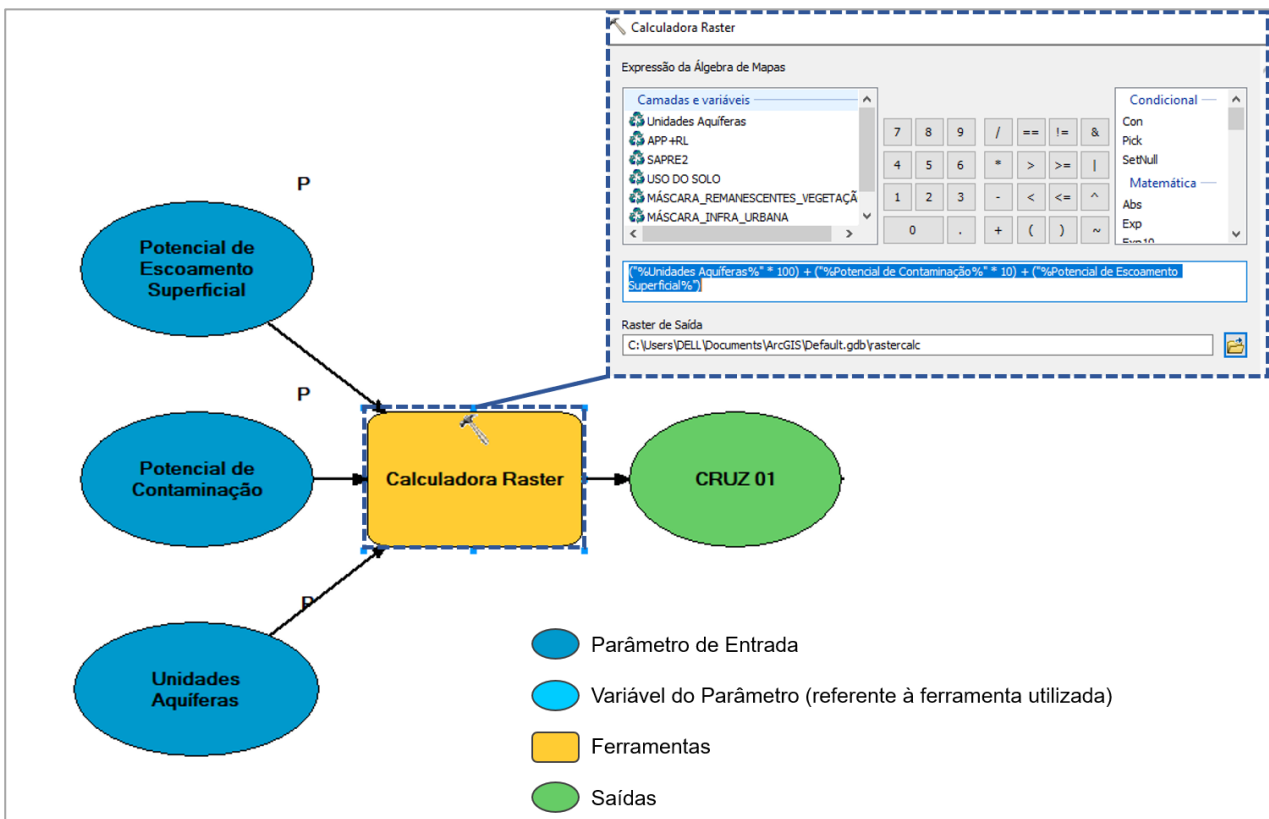 Calculadora Raster
Expressão da Álgebra de Mapas
Camadas e variáveis
Unidades Aquíferas
APP+RL
SAPRE2
USO DO SOLO
MÁSCARA_REMANESCENTES_VEGETAÇÃ
MÁSCARA_INFRA_URBANA
7 8 9 / == != &
4 5 6 * > >= |
1 2 3 - < <= ^
0 . + ( ) ~
Condicional
Con
Pick
SetNull
Matemática
Abs
Exp
Exp10
("%Unidades Aquíferas%" * 100) + ("%Potencial de Contaminação%" * 10) + ("%Potencial de Escoamento
Superficial%")
Raster de Saída
C:\Users\DELL\Documents\ArcGIS\Default.gdb\rastercalc
P
Potencial de
Escoamento
Superficial
P
Potencial de
Contaminação
Calculadora Raster
CRUZ 01
P
Unidades
Aquíferas
Parâmetro de Entrada
Variável do Parâmetro (referente à ferramenta utilizada)
Ferramentas
Saídas